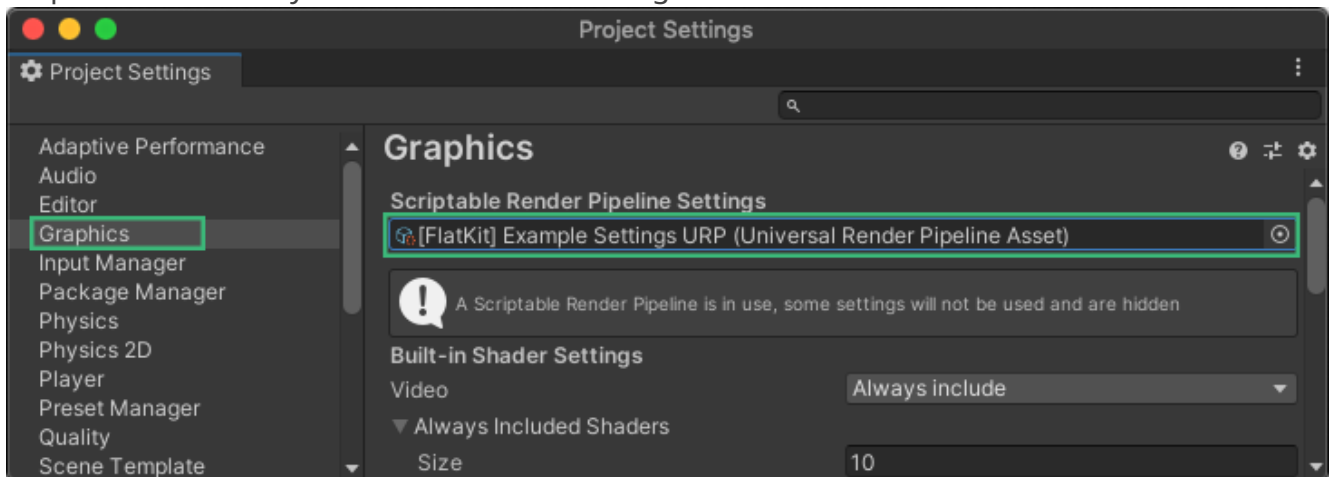 Project Settings
Project Settings
Adaptive Performance
Audio
Editor
Graphics
Input Manager
Package Manager
Physics
Physics 2D
Player
Preset Manager
Quality
Scene Template
Graphics
Scriptable Render Pipeline Settings
[FlatKit] Example Settings URP (Universal Render Pipeline Asset)
A Scriptable Render Pipeline is in use, some settings will not be used and are hidden
Built-in Shader Settings
Video Always include
Always Included Shaders
Size 10